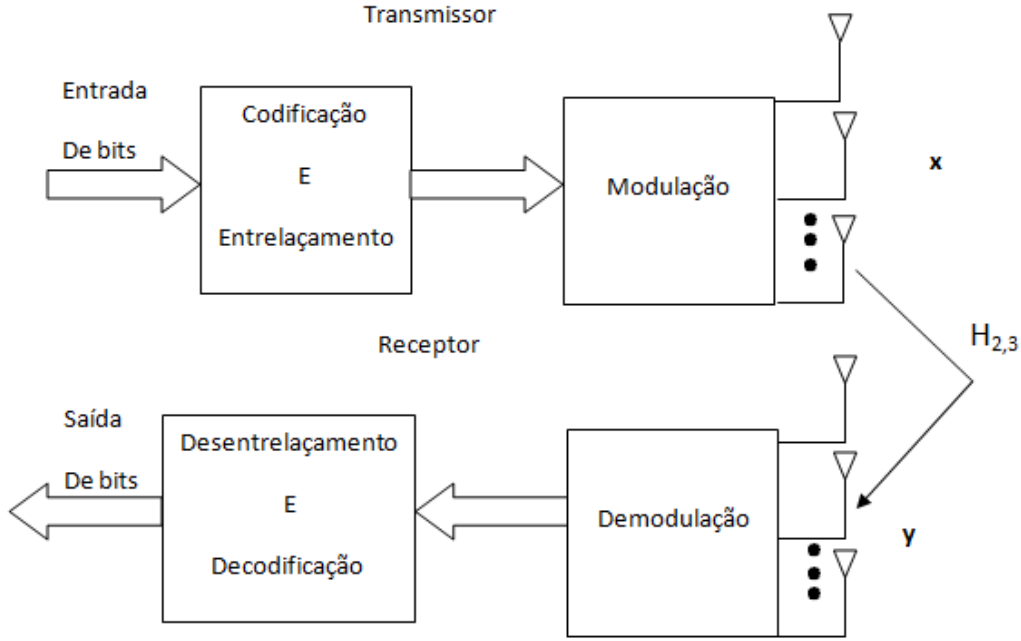 Transmissor
Entrada
De bits
Codificação
E
Entrelaçamento
Modulação
x
H2,3
Receptor
Saída
De bits
Desentrelaçamento
E
Decodificação
Demodulação
y